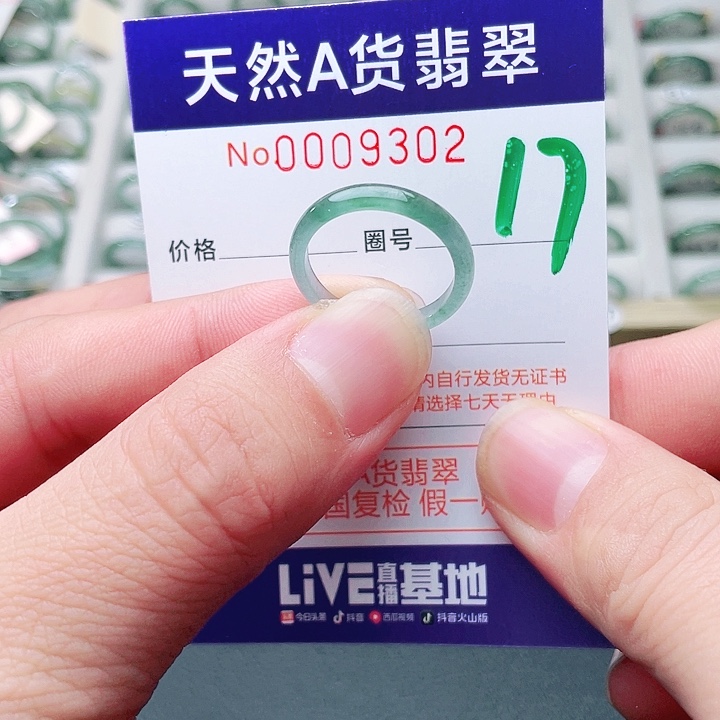 天然A货翡翠
No0009302
17
价格 圈号
内自行发货无证书
请选择七天无理由
A货翡翠
国复检 假一
LiVE直播基地
今日头条 抖音 西瓜视频 抖音火山版